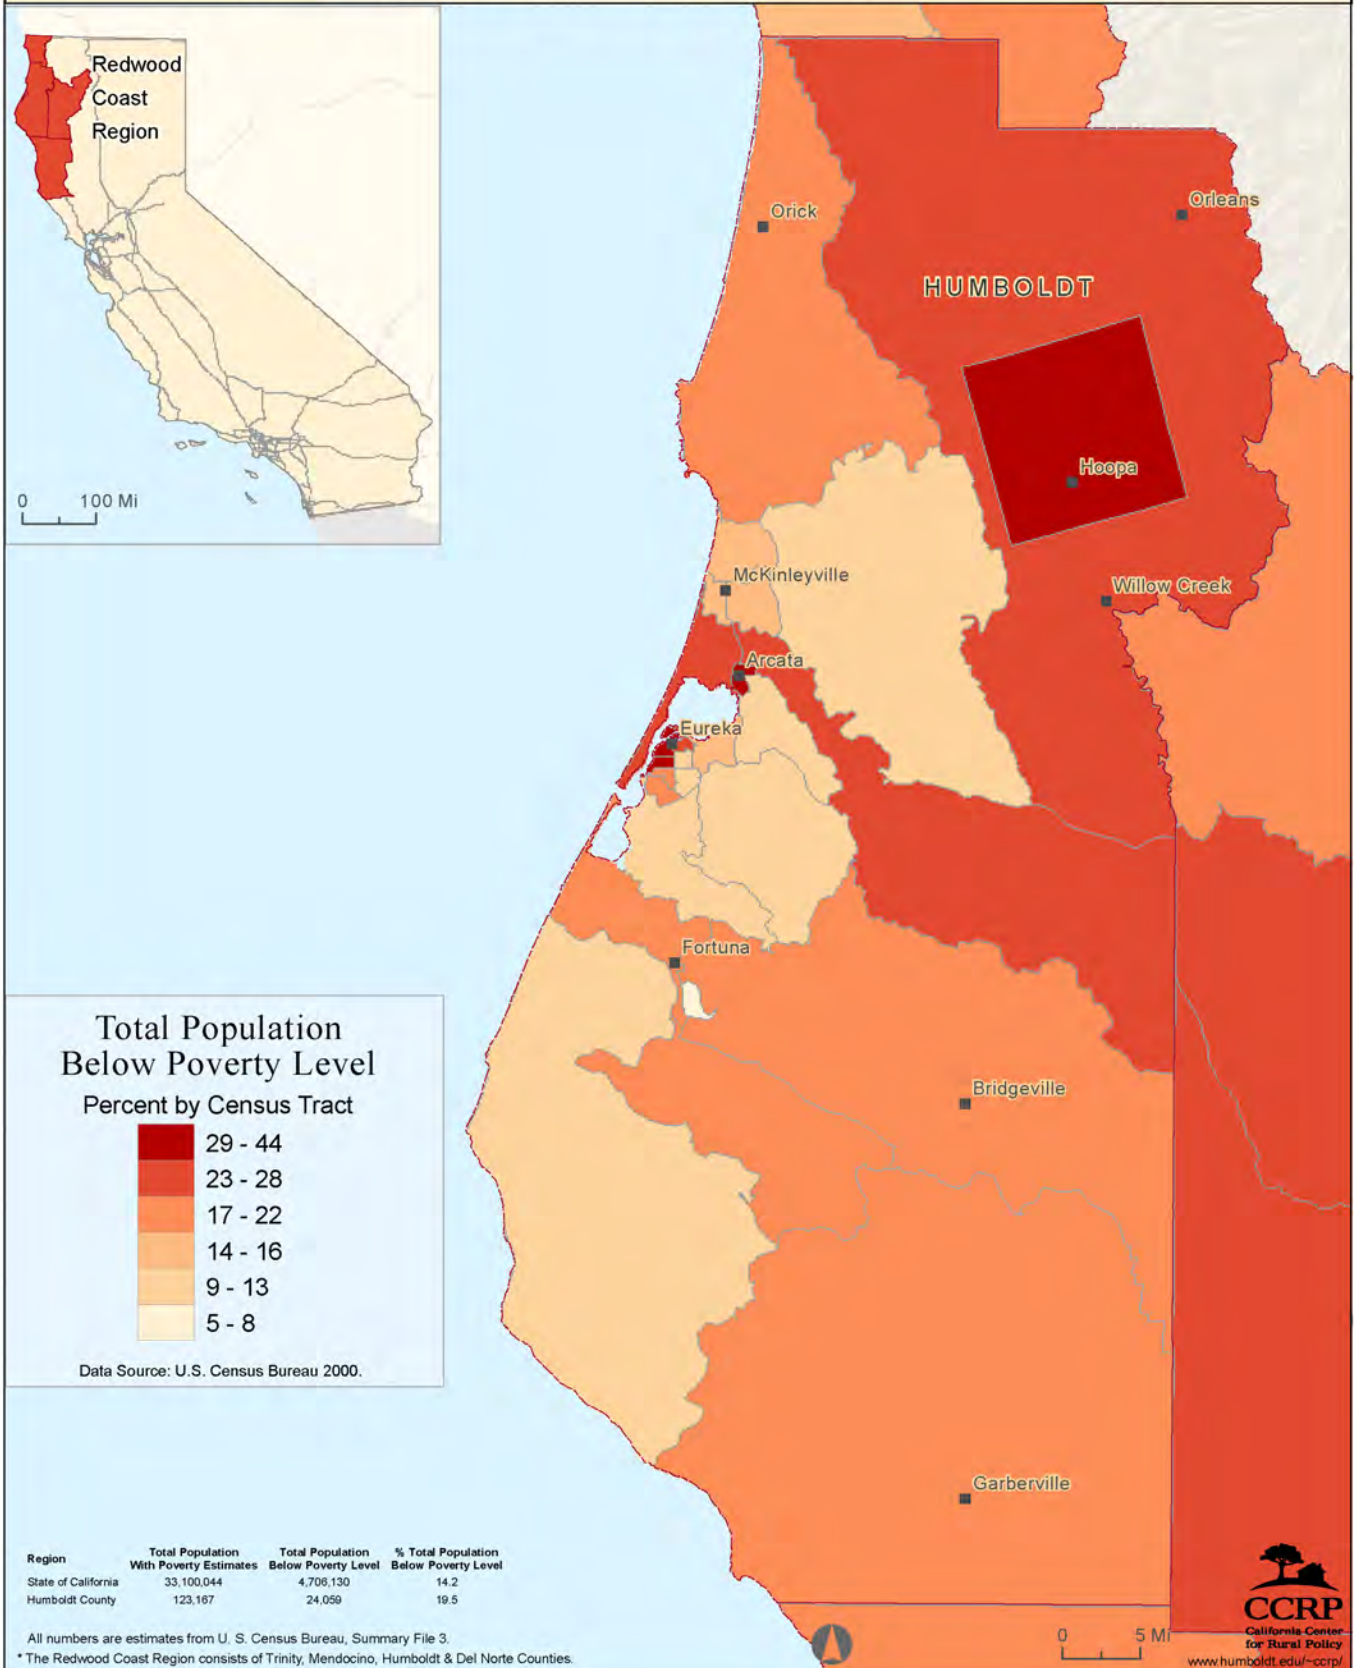 Redwood
Coast
Region
0 100 Mi
Orick
Orleans
HUMBOLDT
Hoopa
McKinleyville
Willow Creek
Arcata
Eureka
Fortuna
Bridgeville
Garberville
Total Population
Below Poverty Level
Percent by Census Tract
29 - 44
23 - 28
17 - 22
14 - 16
9 - 13
5 - 8
Data Source: U.S. Census Bureau 2000.
Region Total Population With Poverty Estimates Total Population Below Poverty Level % Total Population Below Poverty Level
State of California 33,100,044 4,706,130 14.2
Humboldt County 123,167 24,059 19.5
All numbers are estimates from U. S. Census Bureau, Summary File 3.
* The Redwood Coast Region consists of Trinity, Mendocino, Humboldt & Del Norte Counties.
0 5 Mi
CCRP
California Center
for Rural Policy
www.humboldt.edu/~ccrp/